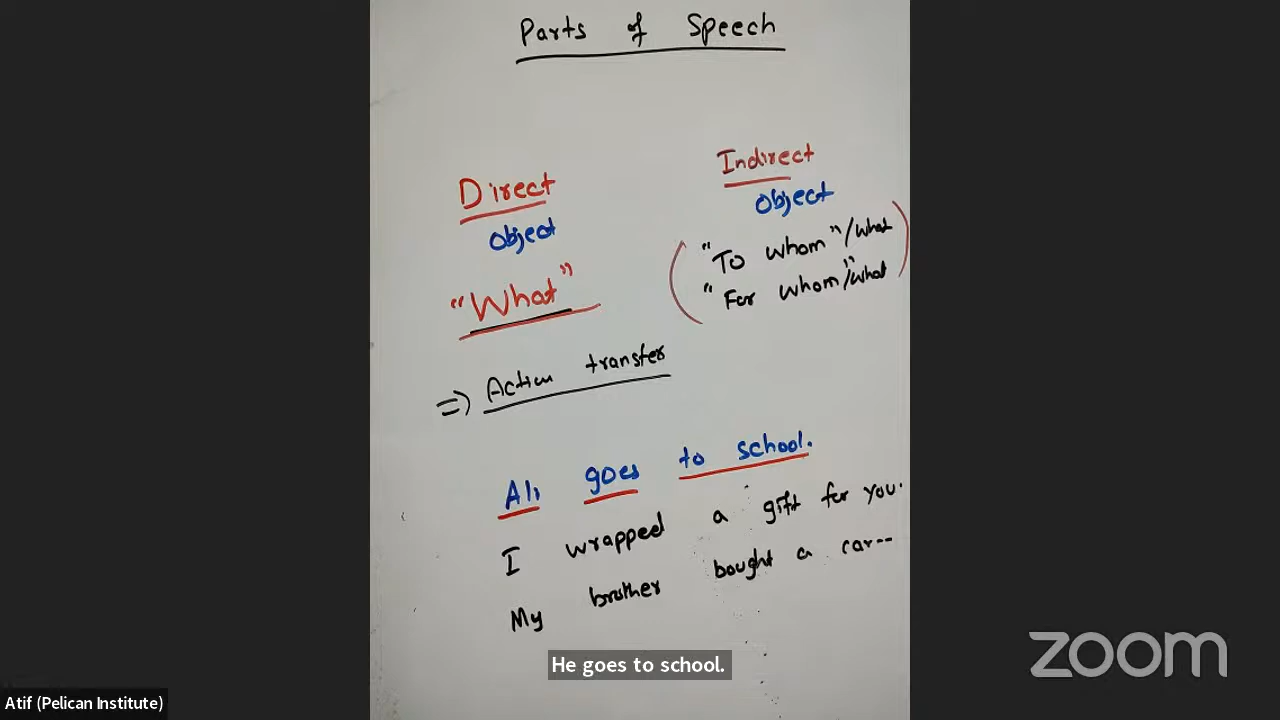 Parts of Speech
Direct
object
"What"
Indirect
object
"To whom"/what
"For whom"/what
=> Action transfer
Ali goes to school.
I wrapped a gift for you.
My brother bought a car--
He goes to school.
zoom
Atif (Pelican Institute)